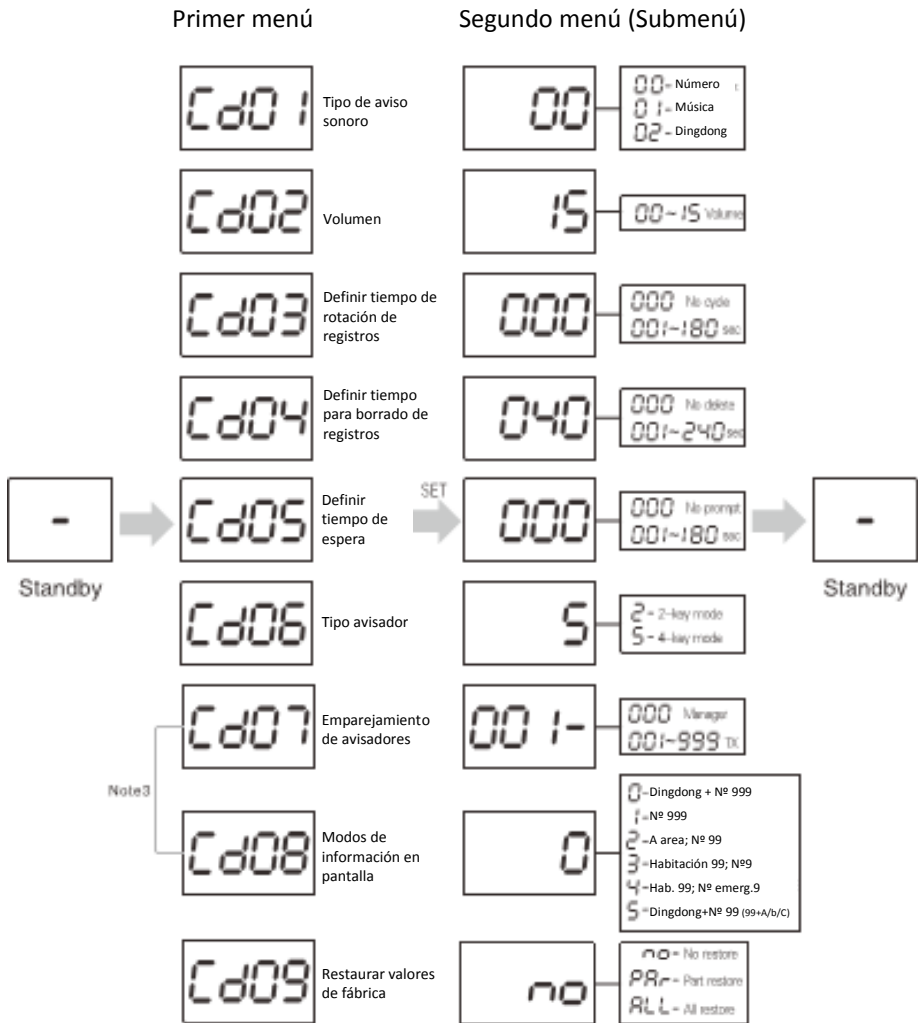 Primer menú
Segundo menú (Submenú)
Cd01
Tipo de aviso
sonoro
00
00- Número
01- Música
02- Dingdong
Cd02
Volumen
15
00~15 Volume
Cd03
Definir tiempo de
rotación de
registros
000
000 No cycle
001~180 sec
Cd04
Definir tiempo
para borrado de
registros
040
000 No delete
001~240 sec
-
Standby
Cd05
Definir
tiempo de
espera
SET
000
000 No prompt
001~180 sec
-
Standby
Cd06
Tipo avisador
5
2- 2-key mode
5- 4-key mode
Note3
Cd07
Emparejamiento
de avisadores
001-
000 Manager
001~999 TX
Cd08
Modos de
información en
pantalla
0
0-Dingdong + Nº 999
1-Nº 999
2-A area; Nº 99
3-Habitación 99; Nº9
4-Hab. 99; Nº emerg.9
5-Dingdong+Nº 99 (99+A/b/C)
Cd09
Restaurar valores
de fábrica
no
no- No restore
PAr- Part restore
ALL- All restore